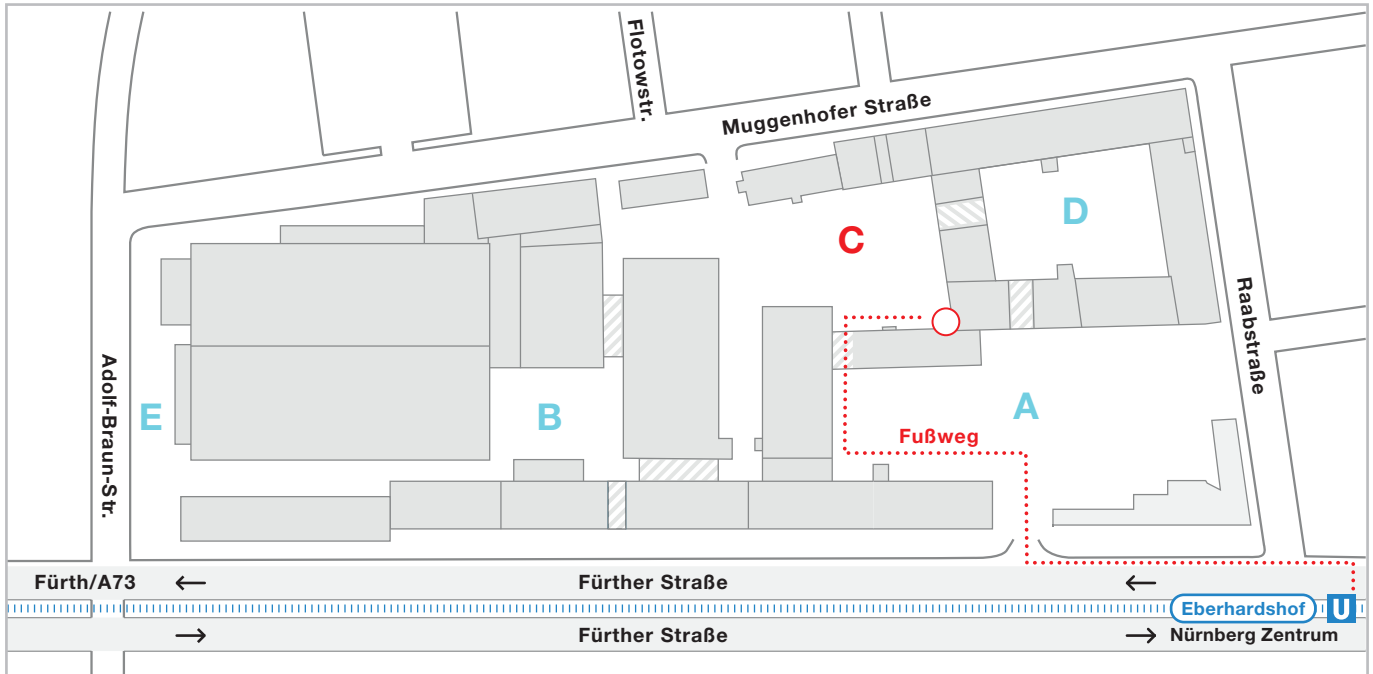 Flotowstr.
Muggenhofer Straße
D
C
Raabstraße
Adolf-Braun-Str.
E
B
A
Fußweg
Fürth/A73
Fürther Straße
Eberhardshof
U
Fürther Straße
Nürnberg Zentrum